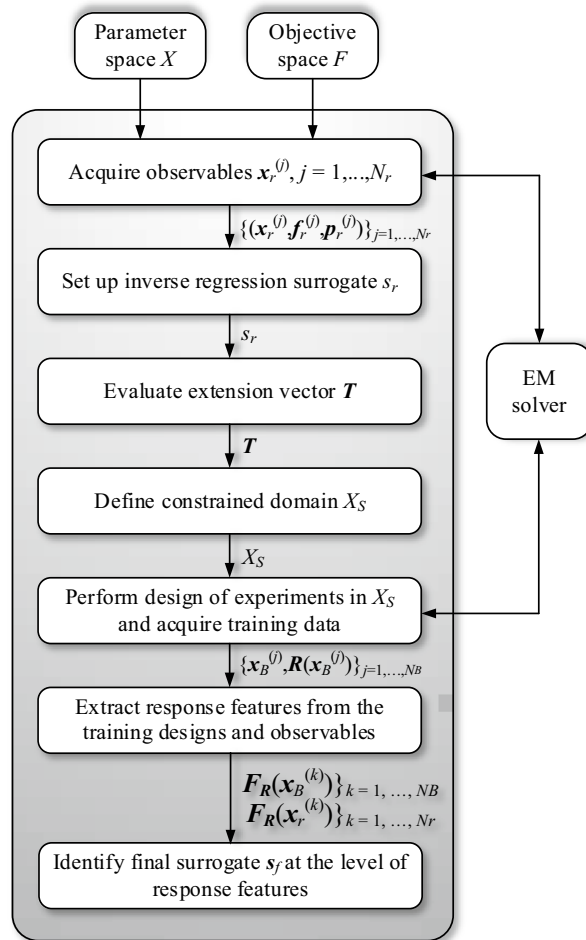 Parameter
space X
Objective
space F
Acquire observables x_r^(j), j = 1,...,N_r
{(x_r^(j),f_r^(j),p_r^(j))}_j=1,...,Nr
Set up inverse regression surrogate s_r
s_r
Evaluate extension vector T
T
Define constrained domain X_S
X_S
Perform design of experiments in X_S
and acquire training data
{x_B^(j),R(x_B^(j))}_j=1,...,NB
Extract response features from the
training designs and observables
F_R(x_B^(k))}_k = 1, ..., NB
F_R(x_r^(k))}_k = 1, ..., Nr
Identify final surrogate s_f at the level of
response features
EM
solver